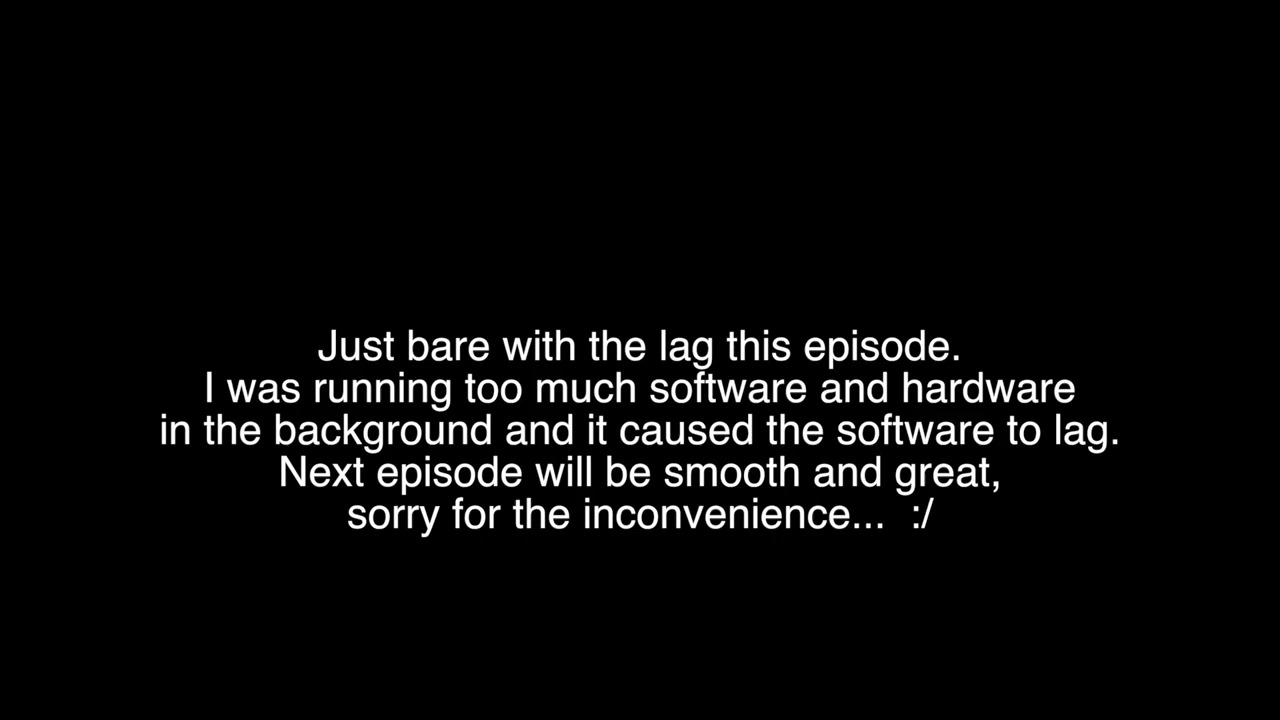 Just bare with the lag this episode.
I was running too much software and hardware
in the background and it caused the software to lag.
Next episode will be smooth and great,
sorry for the inconvenience...  :/